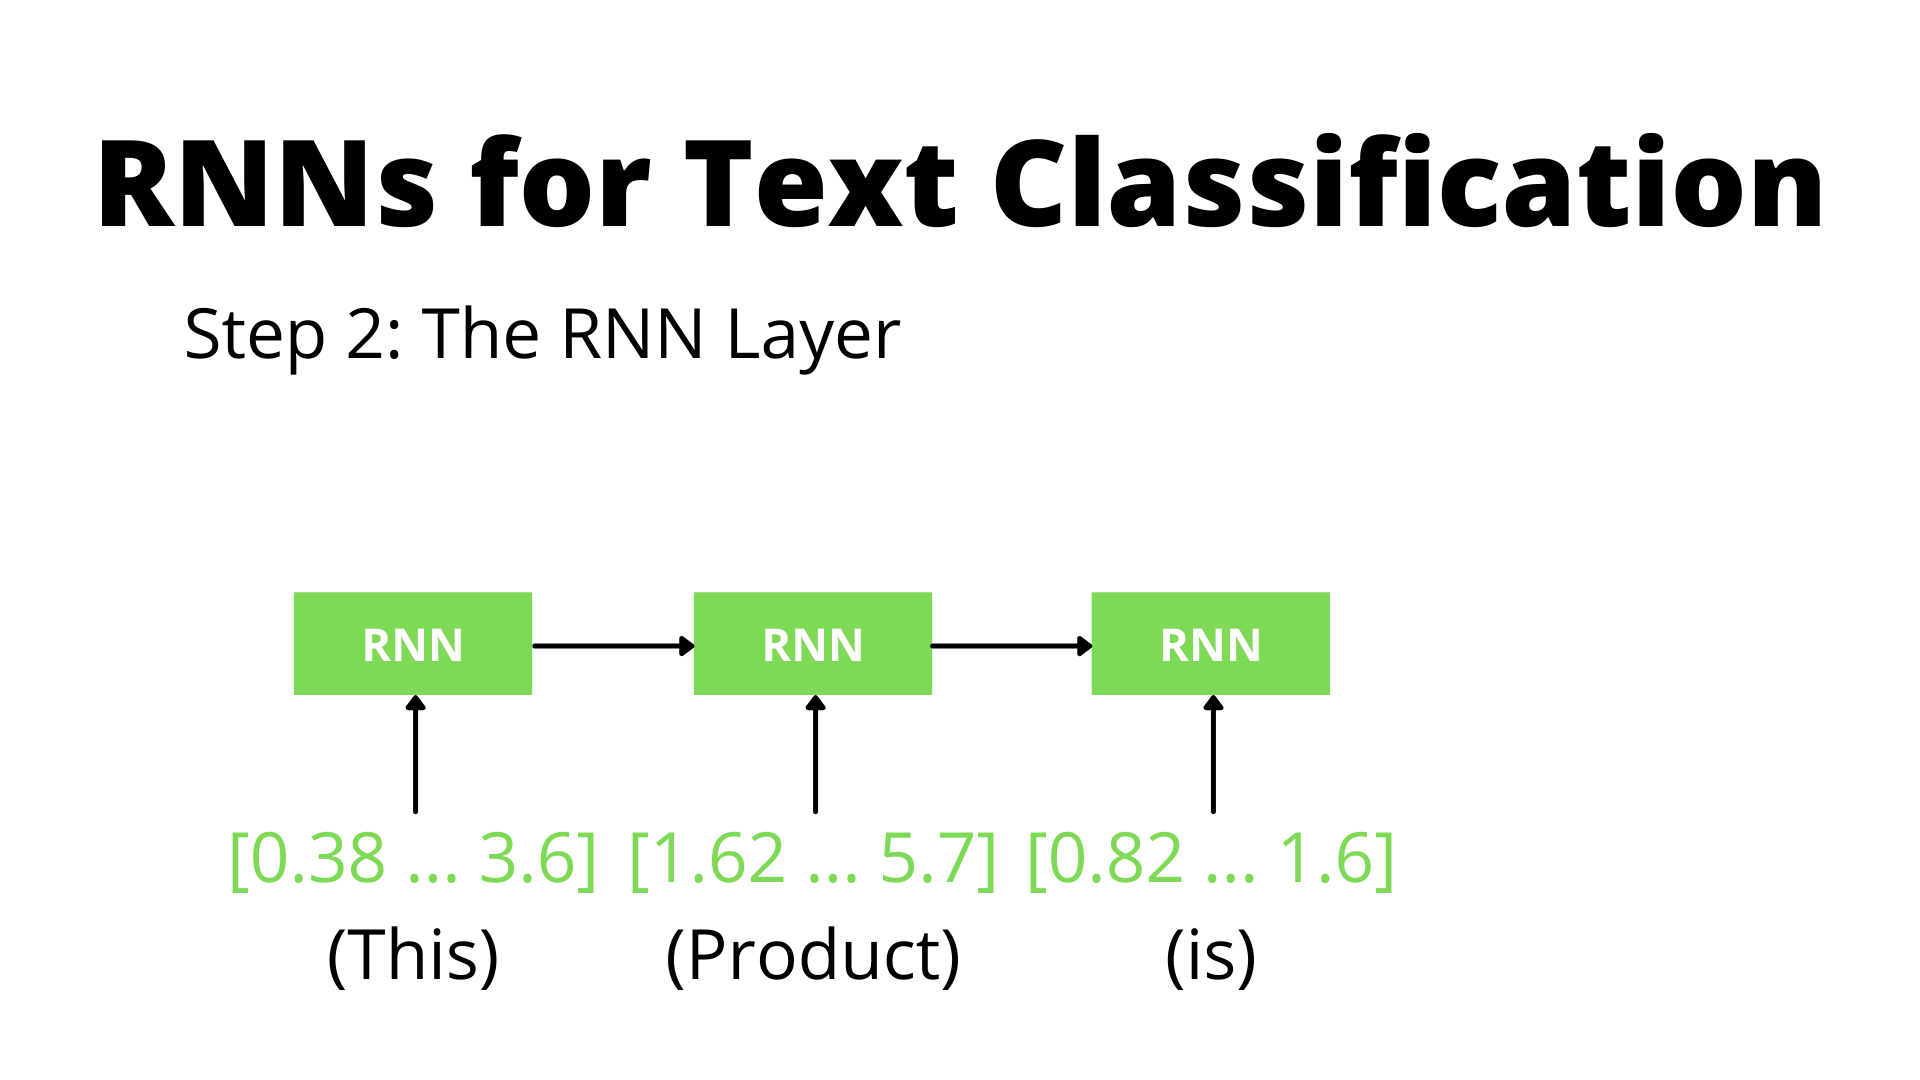 RNNs for Text Classification
Step 2: The RNN Layer
RNN RNN RNN
[0.38 ... 3.6] [1.62 ... 5.7] [0.82 ... 1.6]
(This) (Product) (is)